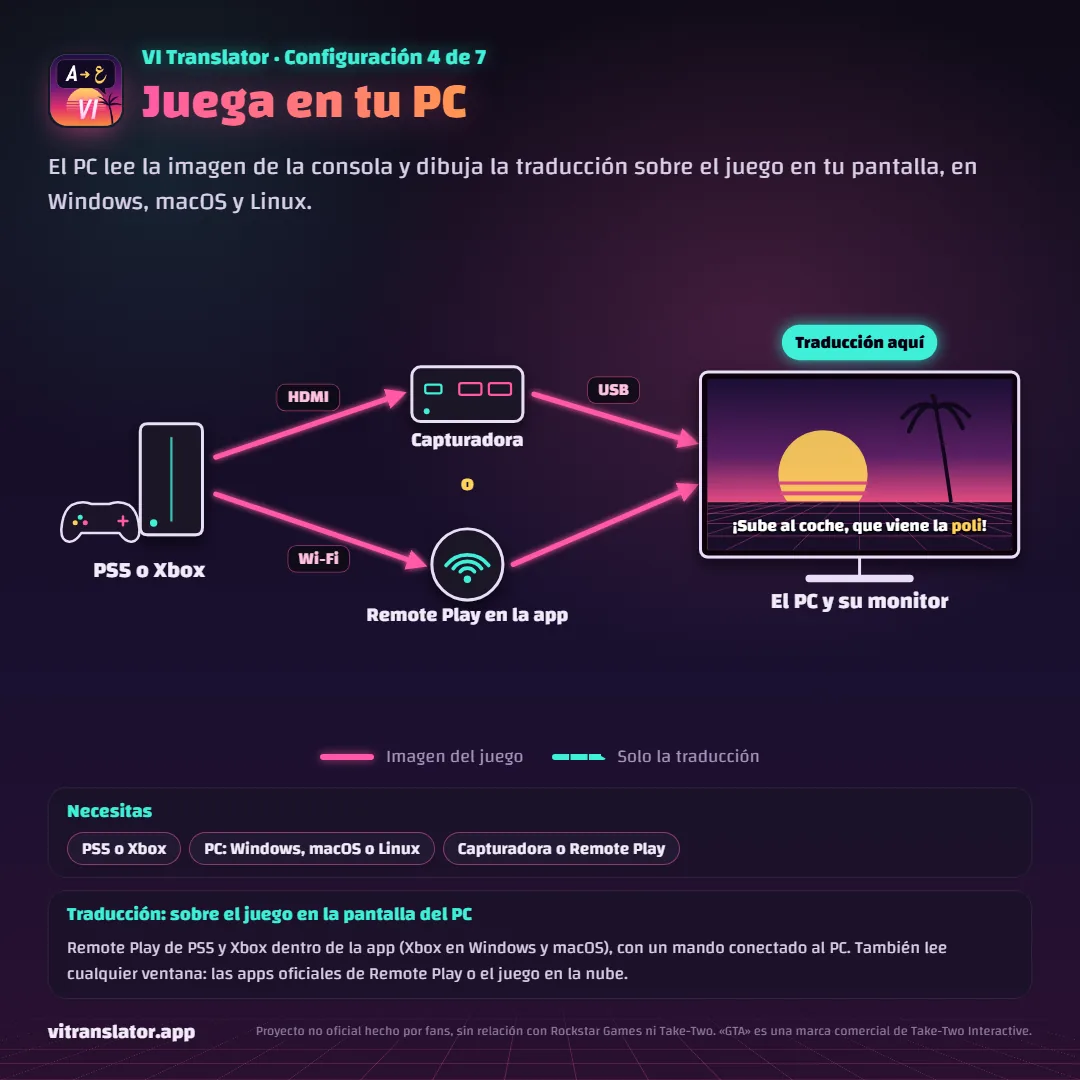 A→ع
VI
VI Translator · Configuración 4 de 7
Juega en tu PC
El PC lee la imagen de la consola y dibuja la traducción sobre el juego en tu pantalla, en
Windows, macOS y Linux.
Traducción aquí
HDMI
USB
Capturadora
o
¡Sube al coche, que viene la poli!
Wi-Fi
PS5 o Xbox
El PC y su monitor
Remote Play en la app
Imagen del juego
Solo la traducción
Necesitas
PS5 o Xbox
PC: Windows, macOS o Linux
Capturadora o Remote Play
Traducción: sobre el juego en la pantalla del PC
Remote Play de PS5 y Xbox dentro de la app (Xbox en Windows y macOS), con un mando conectado al PC. También lee
cualquier ventana: las apps oficiales de Remote Play o el juego en la nube.
vitranslator.app
Proyecto no oficial hecho por fans, sin relación con Rockstar Games ni Take-Two. «GTA» es una marca comercial de Take-Two Interactive.